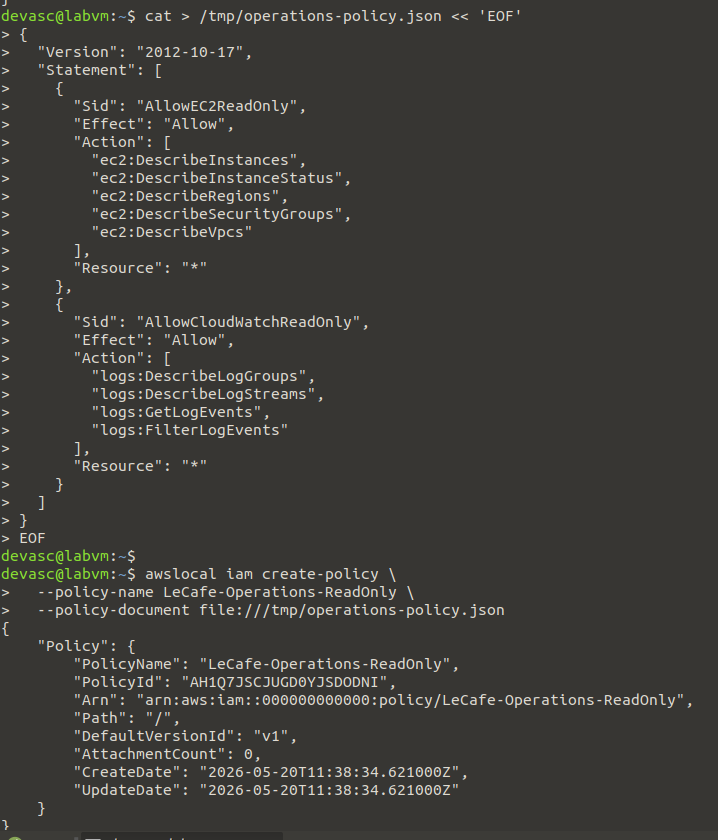 devasc@labvm:~$ cat > /tmp/operations-policy.json << 'EOF'
> {
>   "Version": "2012-10-17",
>   "Statement": [
>     {
>       "Sid": "AllowEC2ReadOnly",
>       "Effect": "Allow",
>       "Action": [
>         "ec2:DescribeInstances",
>         "ec2:DescribeInstanceStatus",
>         "ec2:DescribeRegions",
>         "ec2:DescribeSecurityGroups",
>         "ec2:DescribeVpcs"
>       ],
>       "Resource": "*"
>     },
>     {
>       "Sid": "AllowCloudWatchReadOnly",
>       "Effect": "Allow",
>       "Action": [
>         "logs:DescribeLogGroups",
>         "logs:DescribeLogStreams",
>         "logs:GetLogEvents",
>         "logs:FilterLogEvents"
>       ],
>       "Resource": "*"
>     }
>   ]
> }
> EOF
devasc@labvm:~$
devasc@labvm:~$ awslocal iam create-policy \
>   --policy-name LeCafe-Operations-ReadOnly \
>   --policy-document file:///tmp/operations-policy.json
{
    "Policy": {
        "PolicyName": "LeCafe-Operations-ReadOnly",
        "PolicyId": "AH1Q7JSCJUGD0YJSDODNI",
        "Arn": "arn:aws:iam::000000000000:policy/LeCafe-Operations-ReadOnly",
        "Path": "/",
        "DefaultVersionId": "v1",
        "AttachmentCount": 0,
        "CreateDate": "2026-05-20T11:38:34.621000Z",
        "UpdateDate": "2026-05-20T11:38:34.621000Z"
    }
}